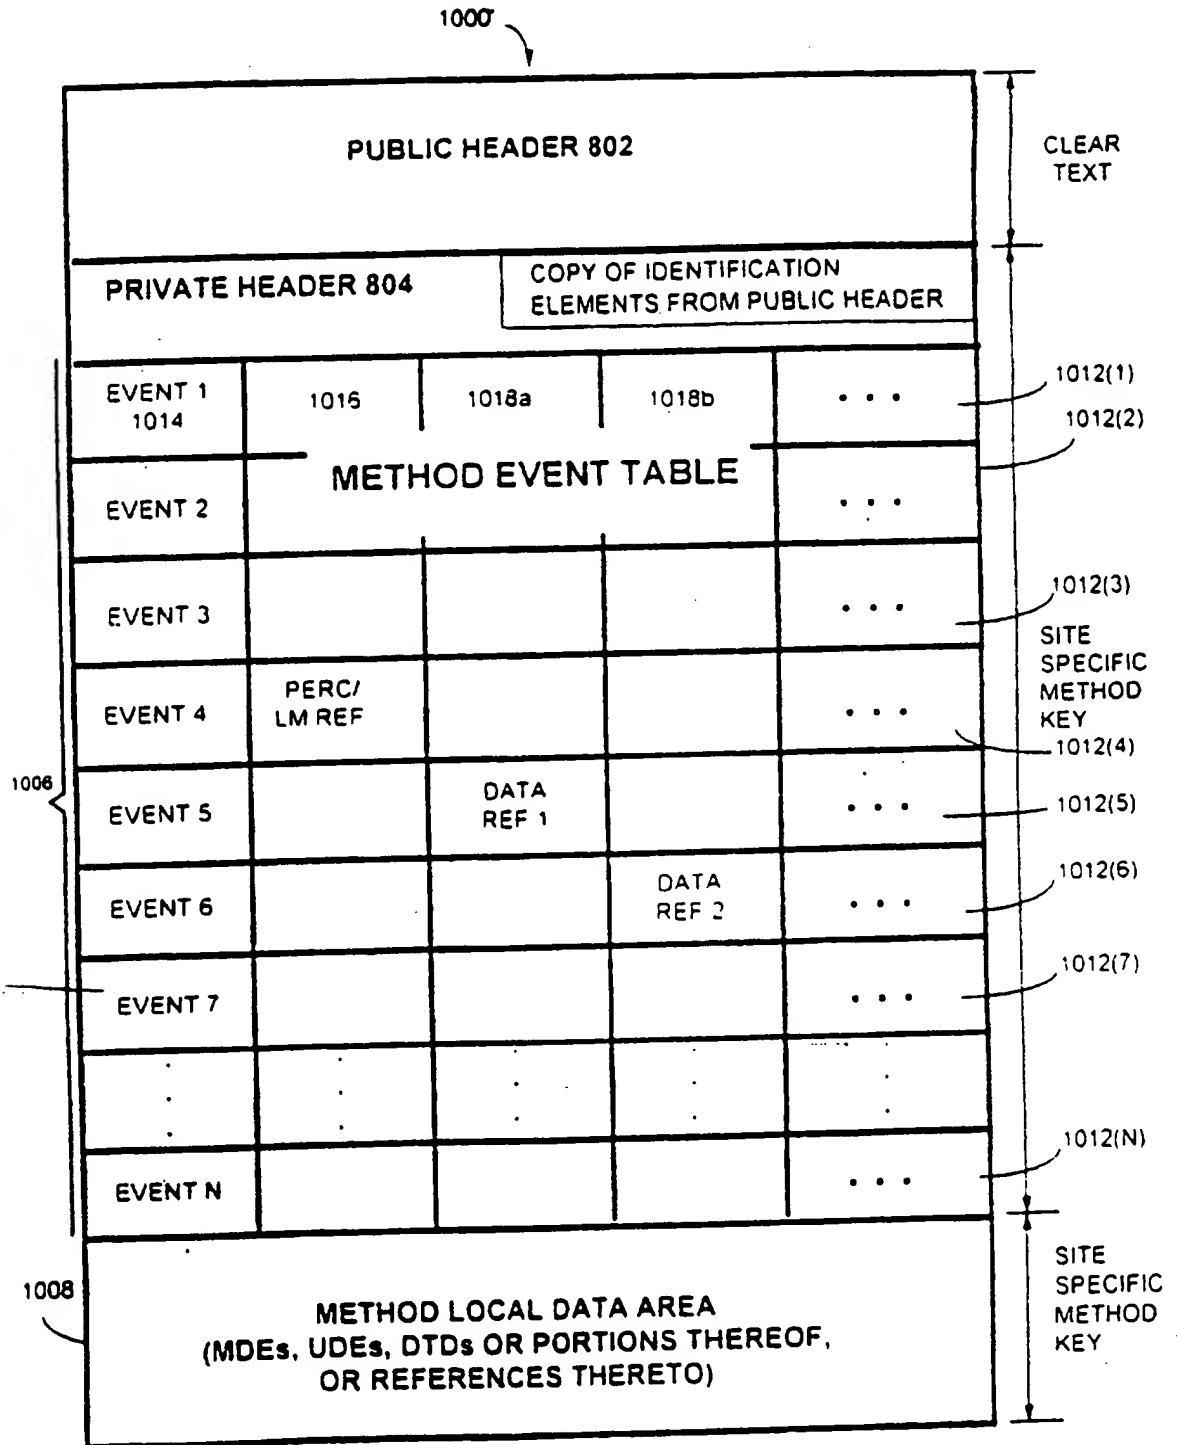 1000
PUBLIC HEADER 802
CLEAR
TEXT
PRIVATE HEADER 804
COPY OF IDENTIFICATION
ELEMENTS FROM PUBLIC HEADER
EVENT 1
1014
1016
1018a
1018b
• • •
1012(1)
1012(2)
METHOD EVENT TABLE
EVENT 2
• • •
EVENT 3
• • •
1012(3)
SITE
SPECIFIC
METHOD
KEY
EVENT 4
PERC/
LM REF
• • •
1012(4)
1006
EVENT 5
DATA
REF 1
• • •
1012(5)
EVENT 6
DATA
REF 2
• • •
1012(6)
EVENT 7
• • •
1012(7)
EVENT N
• • •
1012(N)
1008
METHOD LOCAL DATA AREA
(MDEs, UDEs, DTDs OR PORTIONS THEREOF,
OR REFERENCES THERETO)
SITE
SPECIFIC
METHOD
KEY